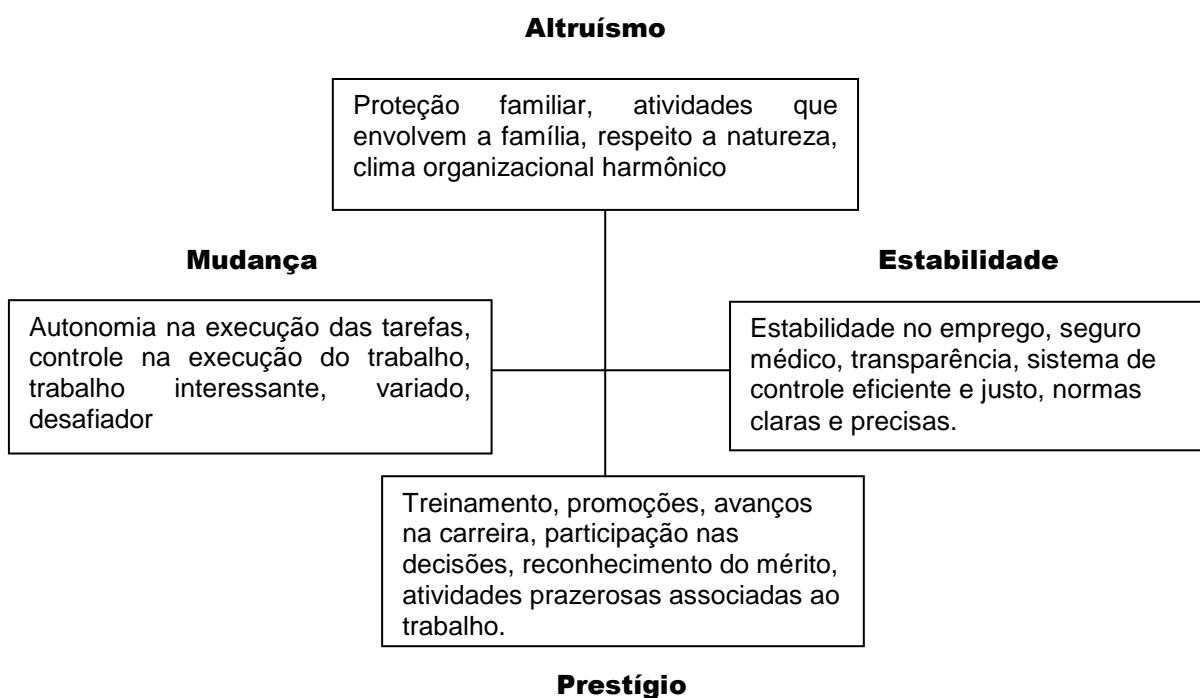 Altruísmo
Proteção familiar, atividades que
envolvem a família, respeito a natureza,
clima organizacional harmônico
Mudança
Autonomia na execução das tarefas,
controle na execução do trabalho,
trabalho interessante, variado,
desafiador
Estabilidade
Estabilidade no emprego, seguro
médico, transparência, sistema de
controle eficiente e justo, normas
claras e precisas.
Treinamento, promoções, avanços
na carreira, participação nas
decisões, reconhecimento do mérito,
atividades prazerosas associadas ao
trabalho.
Prestígio